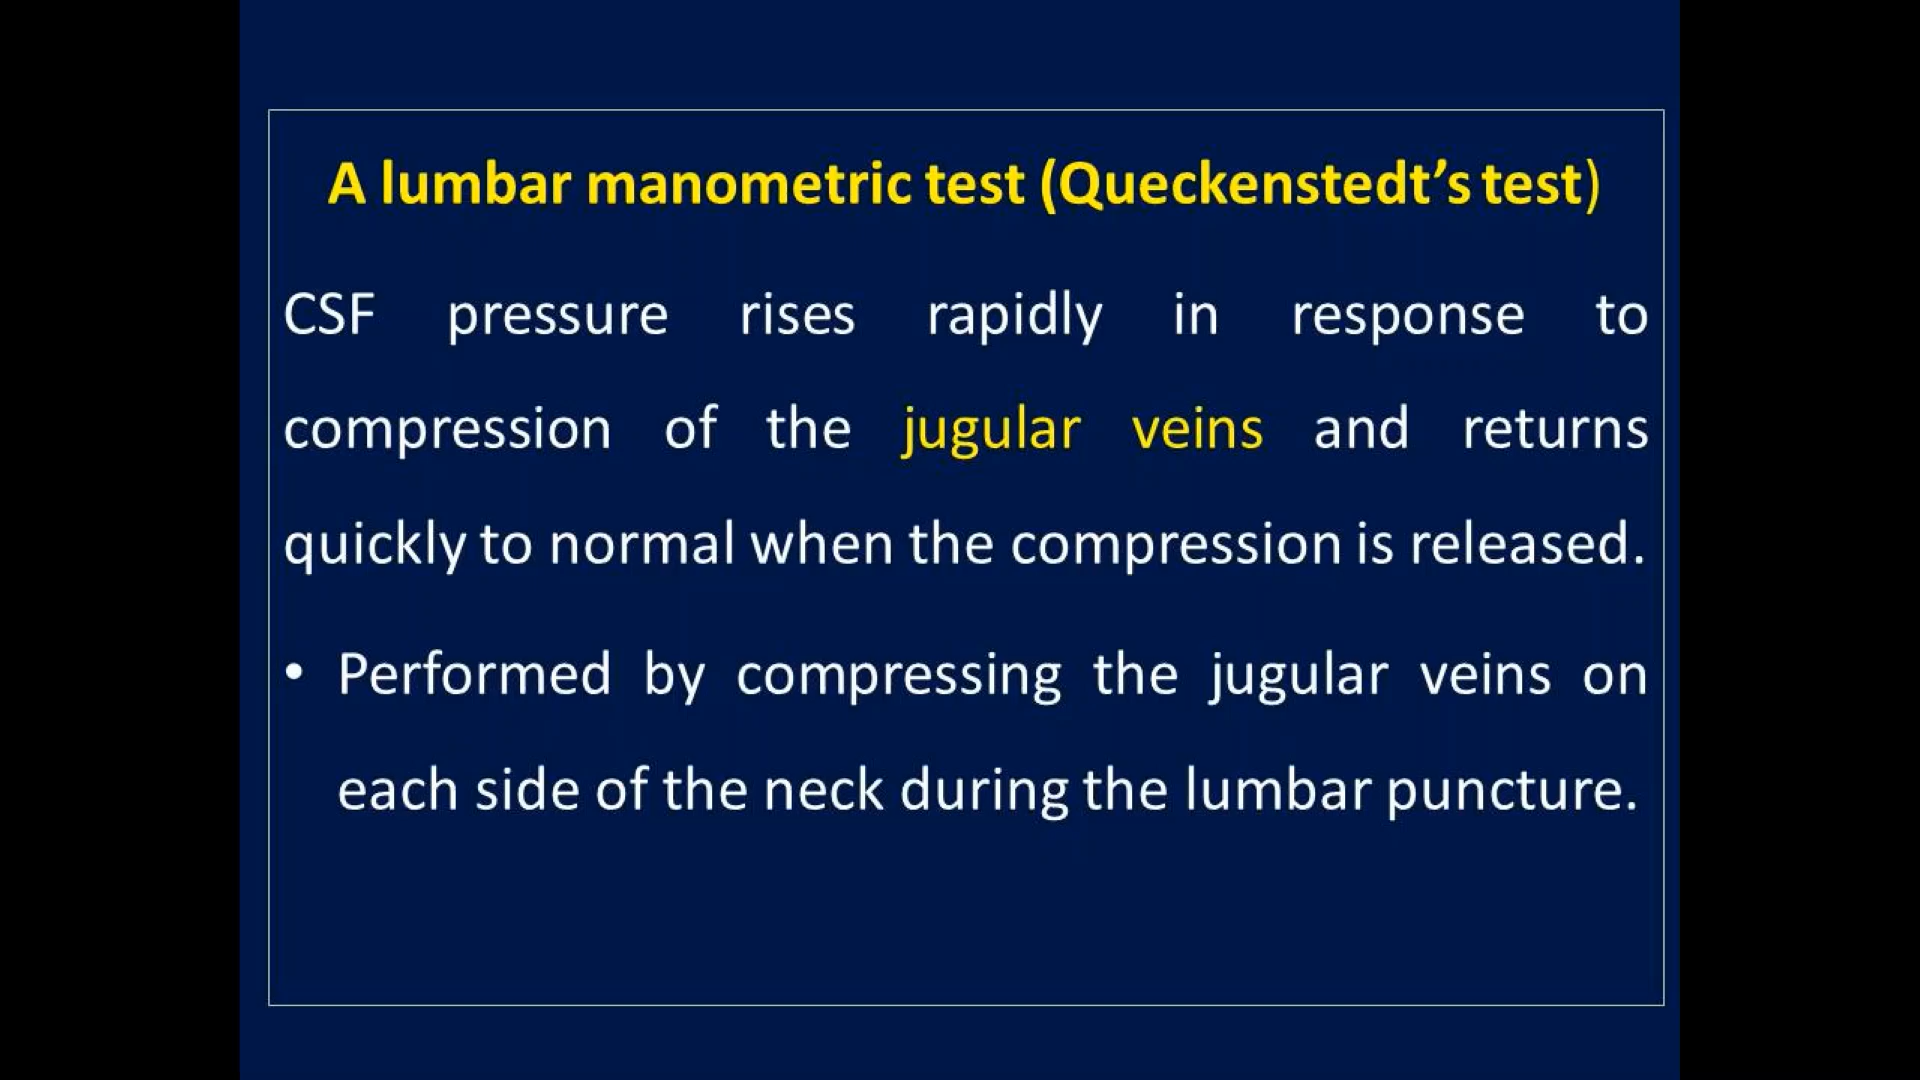 A lumbar manometric test (Queckenstedt’s test)
CSF pressure rises rapidly in response to
compression of the jugular veins and returns
quickly to normal when the compression is released.
• Performed by compressing the jugular veins on
each side of the neck during the lumbar puncture.